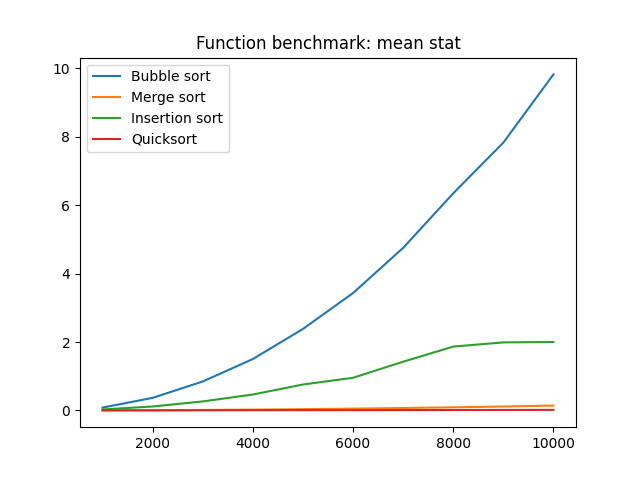 Function benchmark: mean stat
Bubble sort
Merge sort
Insertion sort
Quicksort
10
8
6
4
2
0
2000 4000 6000 8000 10000